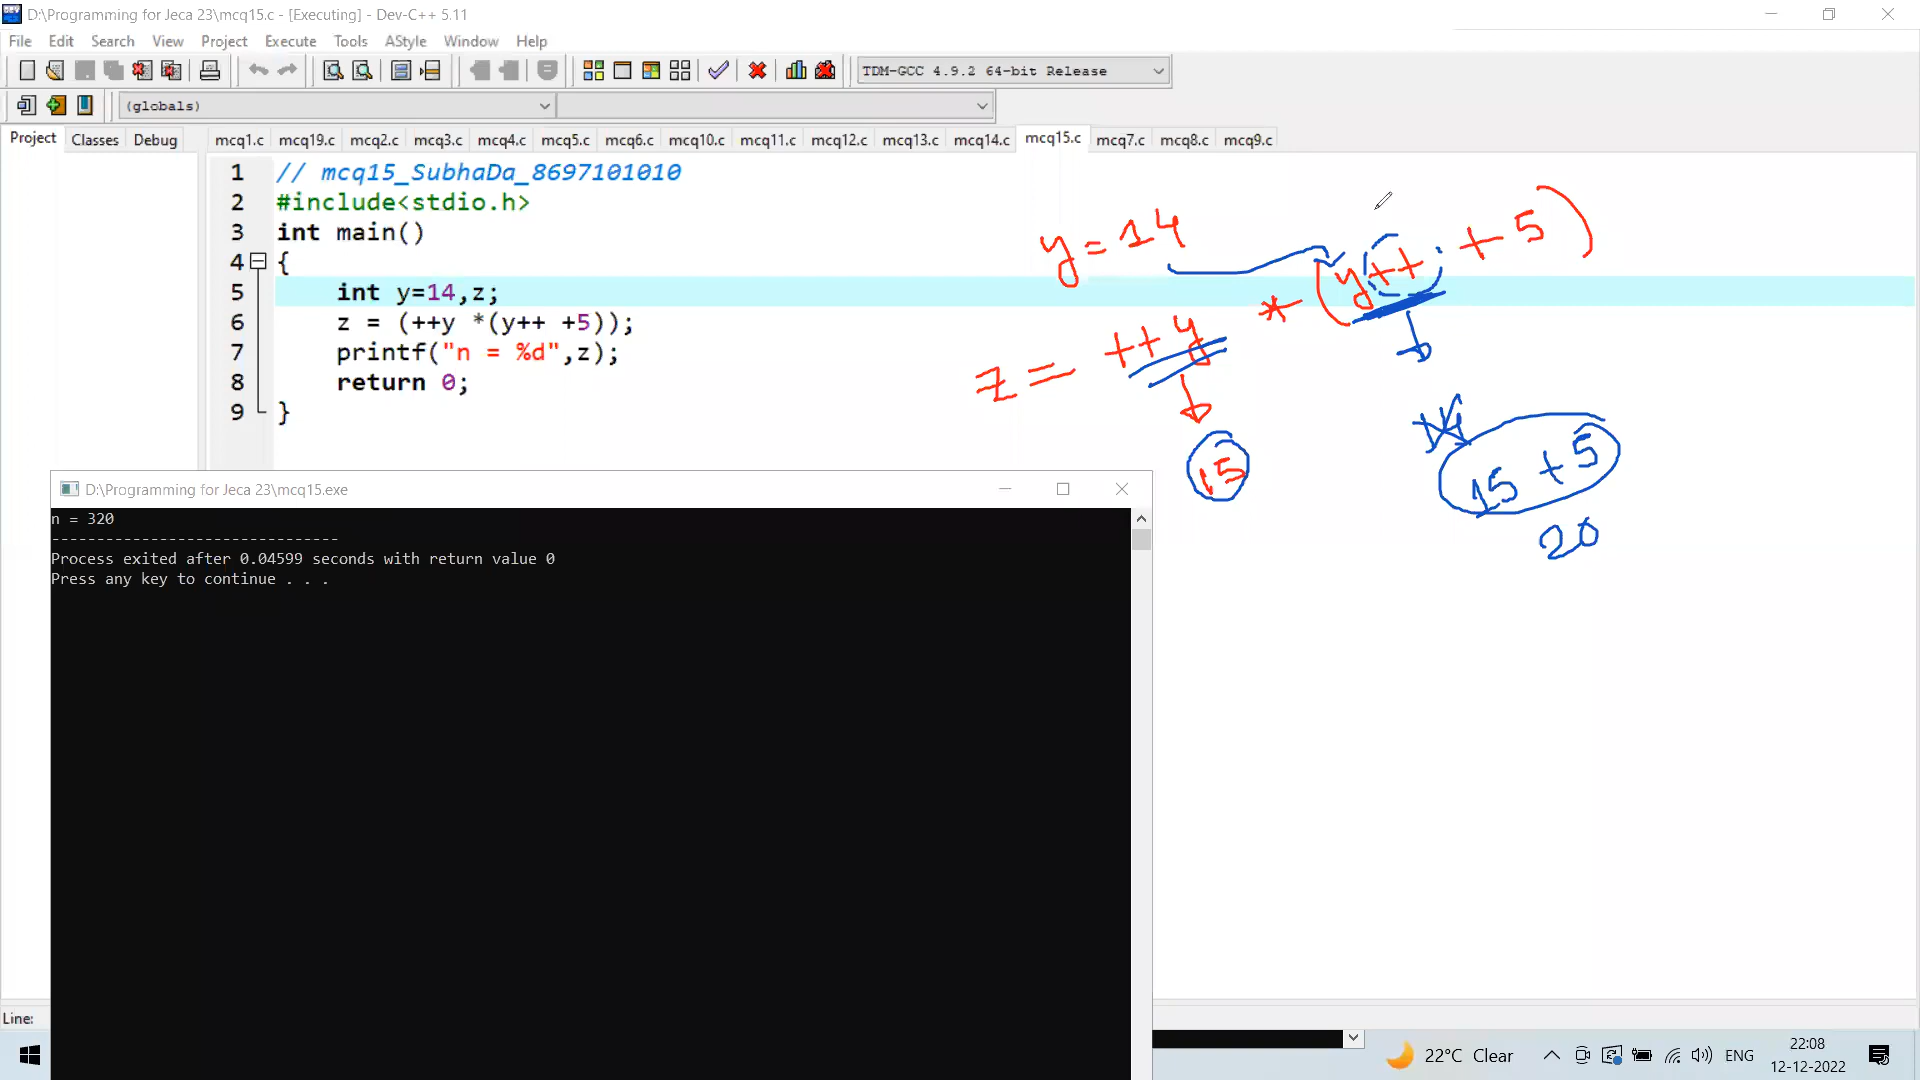 D:\Programming for Jeca 23\mcq15.c - [Executing] - Dev-C++ 5.11
File Edit Search View Project Execute Tools AStyle Window Help
TDM-GCC 4.9.2 64-bit Release
(globals)
Project Classes Debug mcq1.c mcq19.c mcq2.c mcq3.c mcq4.c mcq5.c mcq6.c mcq10.c mcq11.c mcq12.c mcq13.c mcq14.c mcq15.c mcq7.c mcq8.c mcq9.c
1 // mcq15_SubhaDa_8697101010
2 #include<stdio.h>
3 int main()
4 {
5 int y=14,z;
6 z = (++y *(y++ +5));
7 printf("n = %d",z);
8 return 0;
9 }
y=14
z = ++y * (y++ +5)
15
14
15 + 5
20
D:\Programming for Jeca 23\mcq15.exe
n = 320
--------------------------------
Process exited after 0.04599 seconds with return value 0
Press any key to continue . . .
Line:
22°C Clear
ENG
22:08
12-12-2022